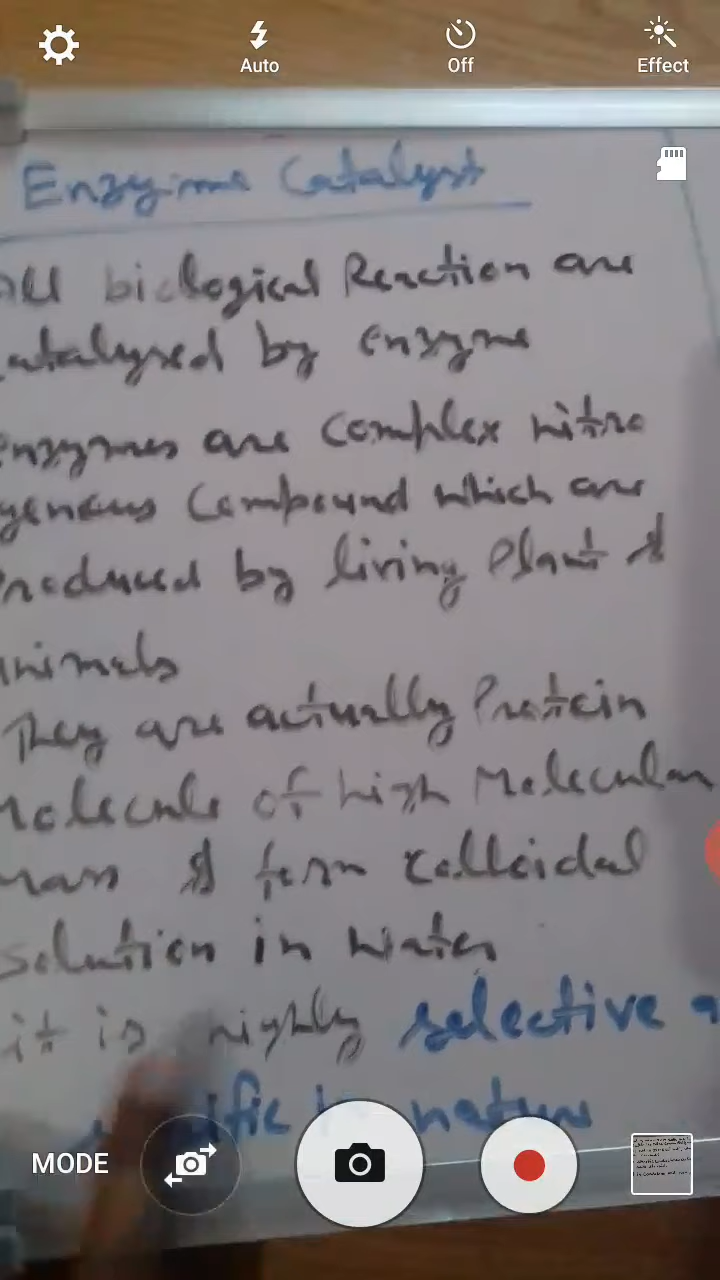 Auto
Off
Effect
Enzyme Catalyst
All biological Reaction are
catalysed by enzyme
enzymes are complex nitro
genous Compound which are
Produced by living Plant &
animals
They are actually Protein
Molecule of high Molecular
mass & form colloidal
solution in water
it is highly selective
in nature
MODE